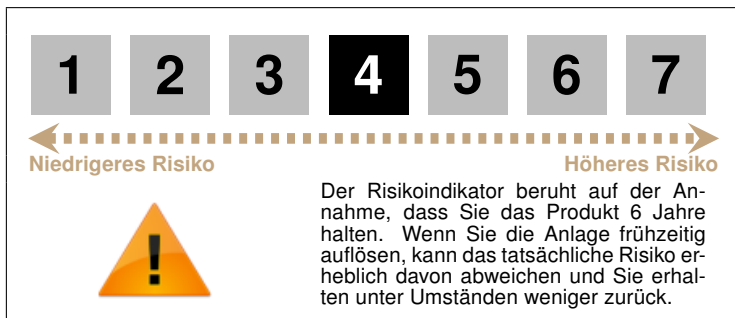 1 2 3 4 5 6 7
Niedrigeres Risiko Höheres Risiko
Der Risikoindikator beruht auf der An-
nahme, dass Sie das Produkt 6 Jahre
halten. Wenn Sie die Anlage frühzeitig
auflösen, kann das tatsächliche Risiko er-
heblich davon abweichen und Sie erhal-
ten unter Umständen weniger zurück.